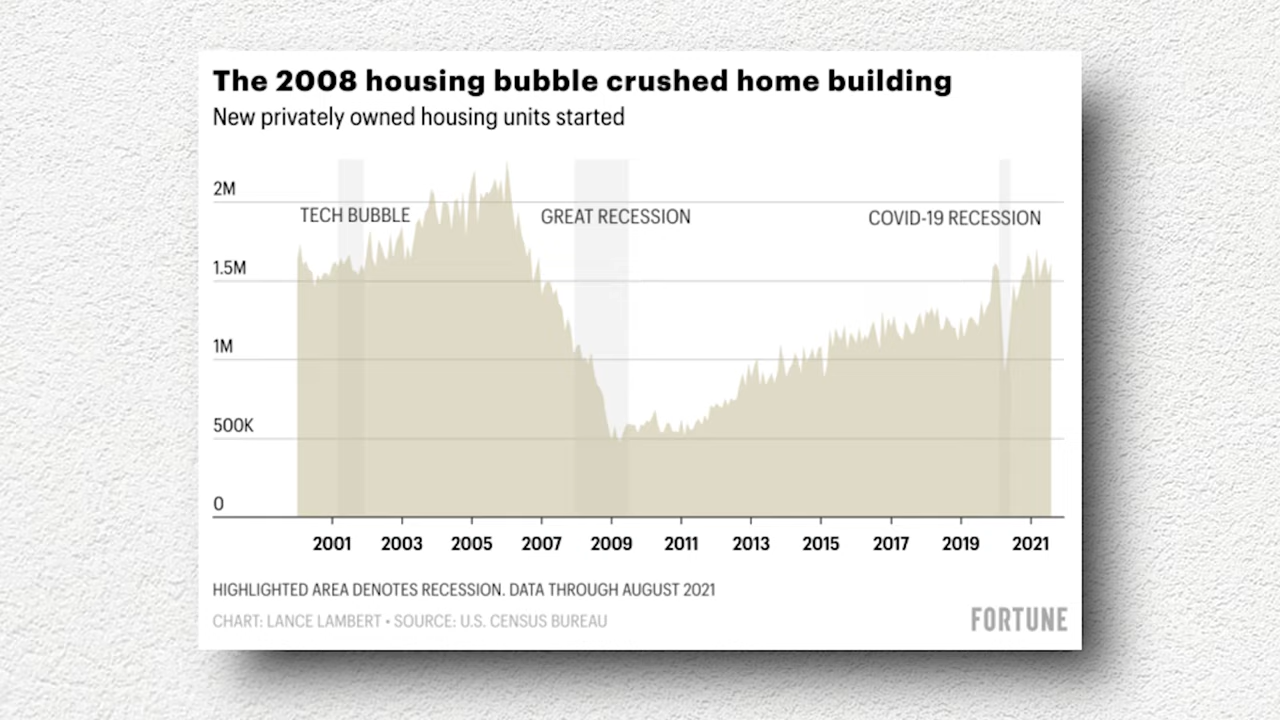 The 2008 housing bubble crushed home building
New privately owned housing units started
2M
TECH BUBBLE
GREAT RECESSION
COVID-19 RECESSION
1.5M
1M
500K
0
2001 2003 2005 2007 2009 2011 2013 2015 2017 2019 2021
HIGHLIGHTED AREA DENOTES RECESSION. DATA THROUGH AUGUST 2021
CHART: LANCE LAMBERT • SOURCE: U.S. CENSUS BUREAU
FORTUNE